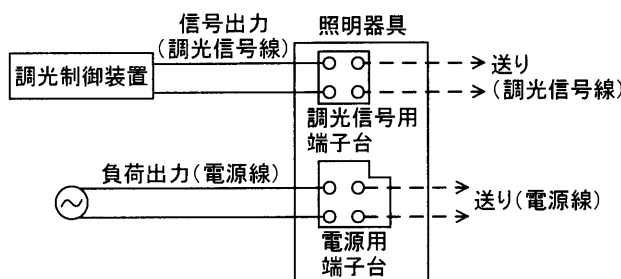 信号出力
(調光信号線)
照明器具
調光制御装置
送り
(調光信号線)
調光信号用
端子台
負荷出力(電源線)
送り(電源線)
電源用
端子台